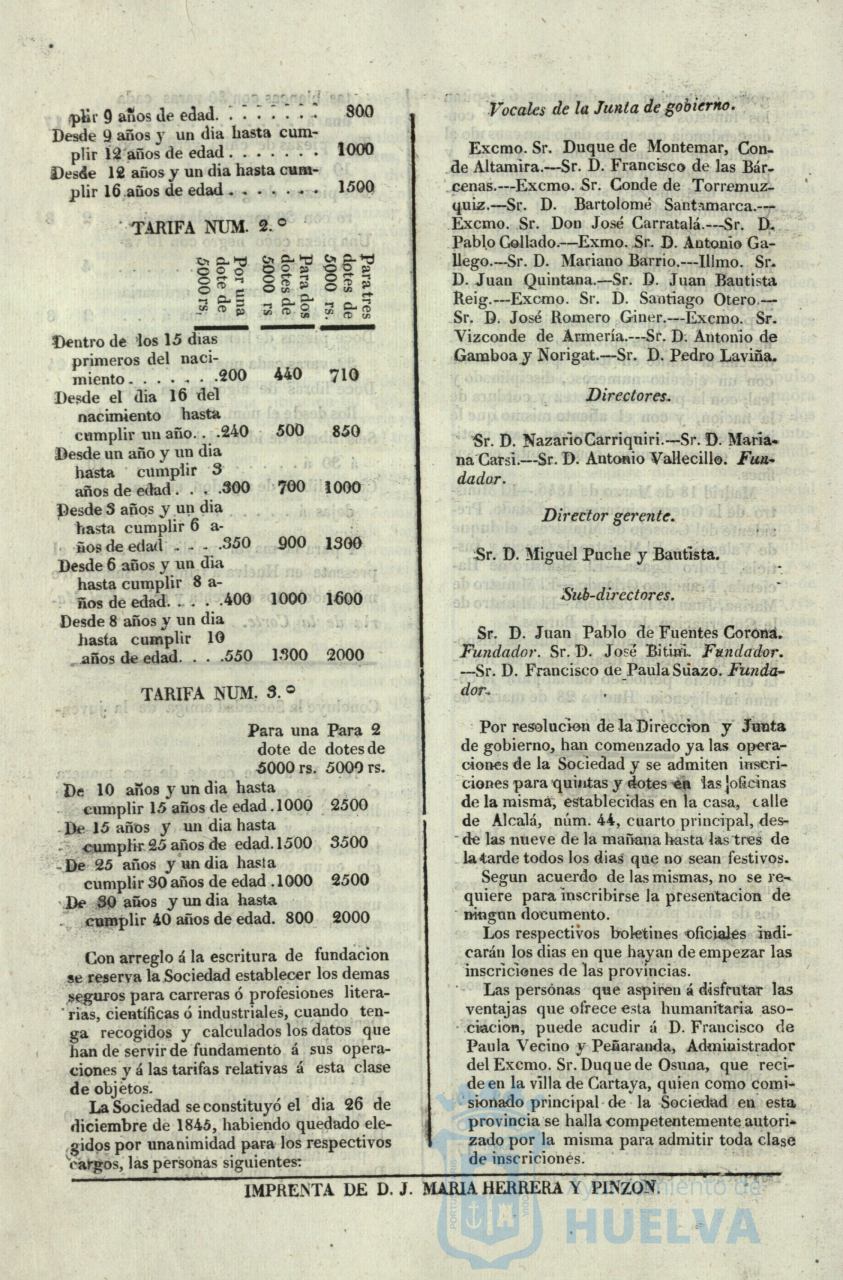 plir 9 años de edad. . . . . . . . 800
Desde 9 años y un dia hasta cum-
plir 12 años de edad . . . . . . . 1000
Desde 12 años y un dia hasta cum-
plir 16 años de edad . . . . . . . 1500
TARIFA NUM. 2.º
Por una dote de 5000 rs.
Para dos dotes de 5000 rs.
Para tres dotes de 5000 rs.
Dentro de los 15 dias
primeros del naci-
miento. . . . . . .200 440 710
Desde el dia 16 del
nacimiento hasta
cumplir un año. . .240 500 850
Desde un año y un dia
hasta cumplir 3
años de edad . . . .300 700 1000
Desde 3 años y un dia
hasta cumplir 6 a-
ños de edad . . . .350 900 1300
Desde 6 años y un dia
hasta cumplir 8 a-
ños de edad. . . . .400 1000 1600
Desde 8 años y un dia
hasta cumplir 10
años de edad. . . .550 1300 2000
TARIFA NUM. 3.º
Para una Para 2
dote de dotes de
5000 rs. 5000 rs.
De 10 años y un dia hasta
cumplir 15 años de edad .1000 2500
De 15 años y un dia hasta
cumplir 25 años de edad.1500 3500
De 25 años y un dia hasta
cumplir 30 años de edad .1000 2500
De 30 años y un dia hasta
cumplir 40 años de edad. 800 2000
Con arreglo á la escritura de fundacion
se reserva la Sociedad establecer los demas
seguros para carreras ó profesiones litera-
rias, científicas ó industriales, cuando ten-
ga recogidos y calculados los datos que
han de servir de fundamento á sus opera-
ciones y á las tarifas relativas á esta clase
de objetos.
La Sociedad se constituyó el dia 26 de
diciembre de 1845, habiendo quedado ele-
gidos por unanimidad para los respectivos
cargos, las personas siguientes:
Vocales de la Junta de gobierno.
Excmo. Sr. Duque de Montemar, Con-
de Altamira.---Sr. D. Francisco de las Bár-
cenas.---Excmo. Sr. Conde de Torremuz-
quiz.---Sr. D. Bartolomé Santamarca.---
Excmo. Sr. Don José Carratalá.---Sr. D.
Pablo Collado.---Exmo. Sr. D. Antonio Ga-
llego.---Sr. D. Mariano Barrio.---Illmo. Sr.
D. Juan Quintana.---Sr. D. Juan Bautista
Reig.---Excmo. Sr. D. Santiago Otero.---
Sr. D. José Romero Giner.---Excmo. Sr.
Vizconde de Armería.---Sr. D. Antonio de
Gamboa y Norigat.---Sr. D. Pedro Laviña.
Directores.
Sr. D. Nazario Carriquiri.---Sr. D. Maria-
na Carsi.---Sr. D. Antonio Vallecillo. Fun-
dador.
Director gerente.
Sr. D. Miguel Puche y Bautista.
Sub-directores.
Sr. D. Juan Pablo de Fuentes Corona.
Fundador. Sr. D. José Bitini. Fundador.
---Sr. D. Francisco de Paula Suazo. Funda-
dor.
Por resolucion de la Direccion y Junta
de gobierno, han comenzado ya las opera-
ciones de la Sociedad y se admiten inscri-
ciones para quintas y dotes en las oficinas
de la misma, establecidas en la casa, calle
de Alcalá, núm. 44, cuarto principal, des-
de las nueve de la mañana hasta las tres de
la tarde todos los dias que no sean festivos.
Segun acuerdo de las mismas, no se re-
quiere para inscribirse la presentacion de
ningun documento.
Los respectivos boletines oficiales indi-
carán los dias en que hayan de empezar las
inscriciones de las provincias.
Las personas que aspiren á disfrutar las
ventajas que ofrece esta humanitaria aso-
ciacion, puede acudir á D. Francisco de
Paula Vecino y Peñaranda, Administrador
del Excmo. Sr. Duque de Osuna, que reci-
de en la villa de Cartaya, quien como comi-
sionado principal de la Sociedad en esta
provincia se halla competentemente autori-
zado por la misma para admitir toda clase
de inscriciones.
IMPRENTA DE D. J. MARIA HERRERA Y PINZON.
Ayuntamiento de
HUELVA